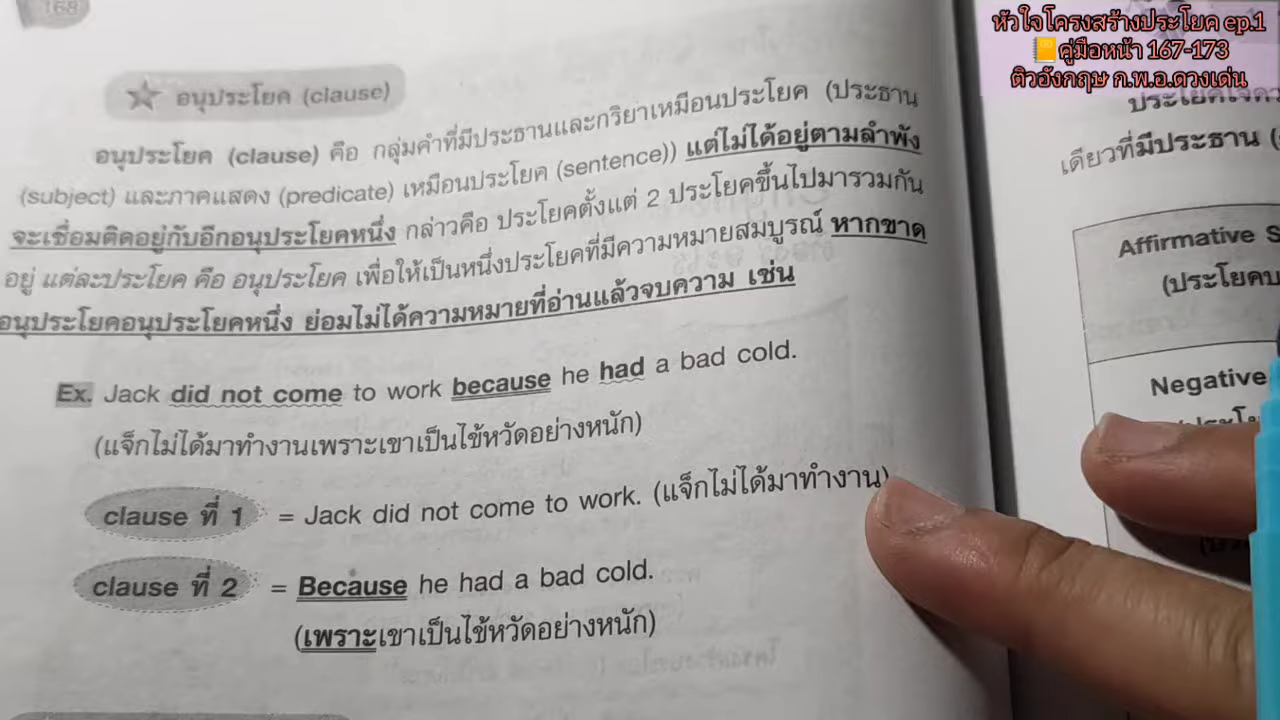 168
หัวใจโครงสร้างประโยค ep.1
📒คู่มือหน้า 167-173
ติวอังกฤษ ก.พ.อ.ดวงเด่น
อนุประโยค (clause)
อนุประโยค (clause) คือ กลุ่มคำที่มีประธานและกริยาเหมือนประโยค (ประธาน
(subject) และภาคแสดง (predicate) เหมือนประโยค (sentence)) แต่ไม่ได้อยู่ตามลำพัง
จะเชื่อมติดอยู่กับอีกอนุประโยคหนึ่ง กล่าวคือ ประโยคตั้งแต่ 2 ประโยคขึ้นไปมารวมกัน
อยู่ แต่ละประโยค คือ อนุประโยค เพื่อให้เป็นหนึ่งประโยคที่มีความหมายสมบูรณ์ หากขาด
อนุประโยคอนุประโยคหนึ่ง ย่อมไม่ได้ความหมายที่อ่านแล้วจบความ เช่น
Ex. Jack did not come to work because he had a bad cold.
(แจ็กไม่ได้มาทำงานเพราะเขาเป็นไข้หวัดอย่างหนัก)
clause ที่ 1 = Jack did not come to work. (แจ็กไม่ได้มาทำงาน)
clause ที่ 2 = Because he had a bad cold.
(เพราะเขาเป็นไข้หวัดอย่างหนัก)
เดียวที่มีประธาน (
Affirmative S
(ประโยคบ
Negative